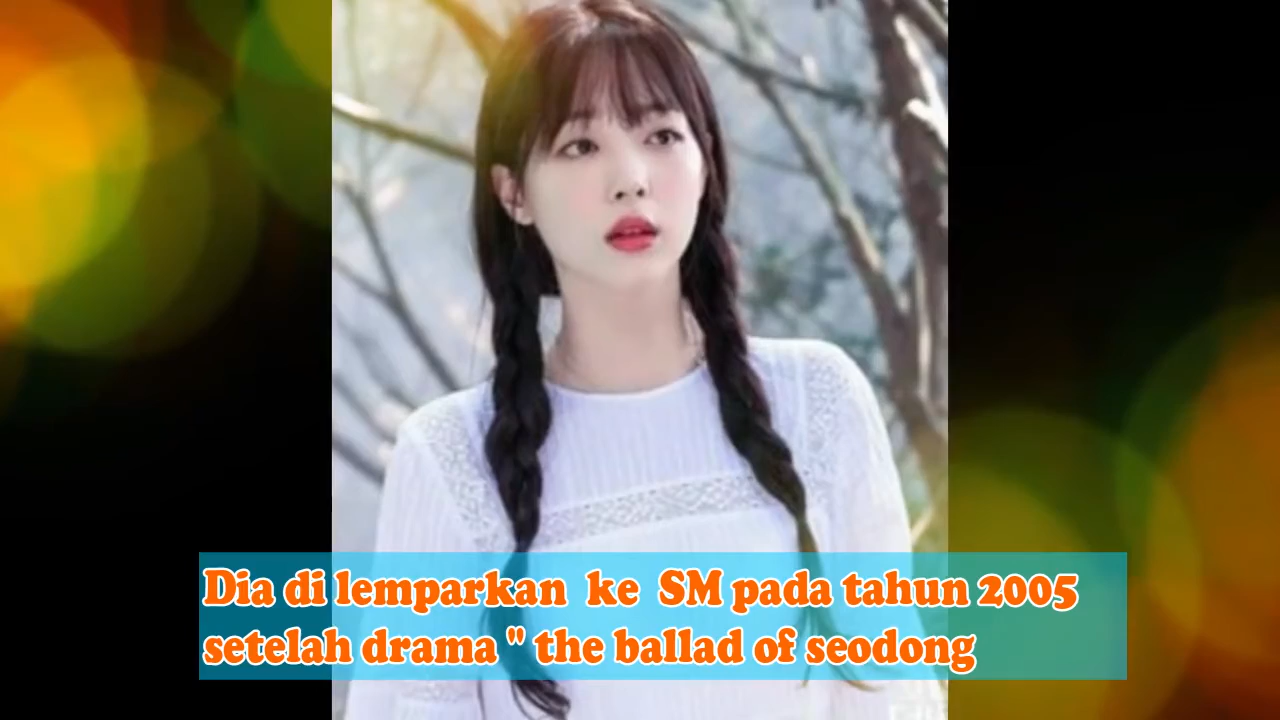 Dia di lemparkan ke SM pada tahun 2005
setelah drama " the ballad of seodong